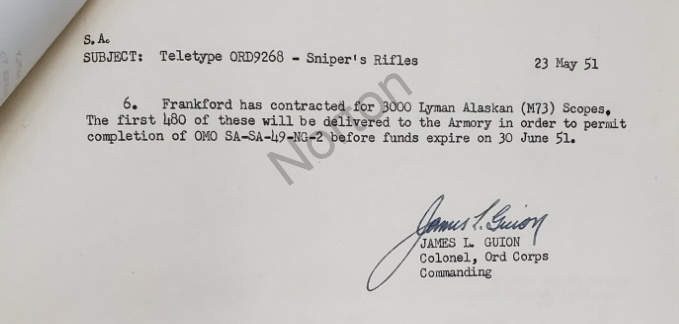 S.A.
SUBJECT: Teletype ORD9268 - Sniper's Rifles 23 May 51
6. Frankford has contracted for 3000 Lyman Alaskan (M73) Scopes.
The first 480 of these will be delivered to the Armory in order to permit
completion of OMO SA-SA-49-NG-2 before funds expire on 30 June 51.
Norton
James L. Guion
JAMES L. GUION
Colonel, Ord Corps
Commanding